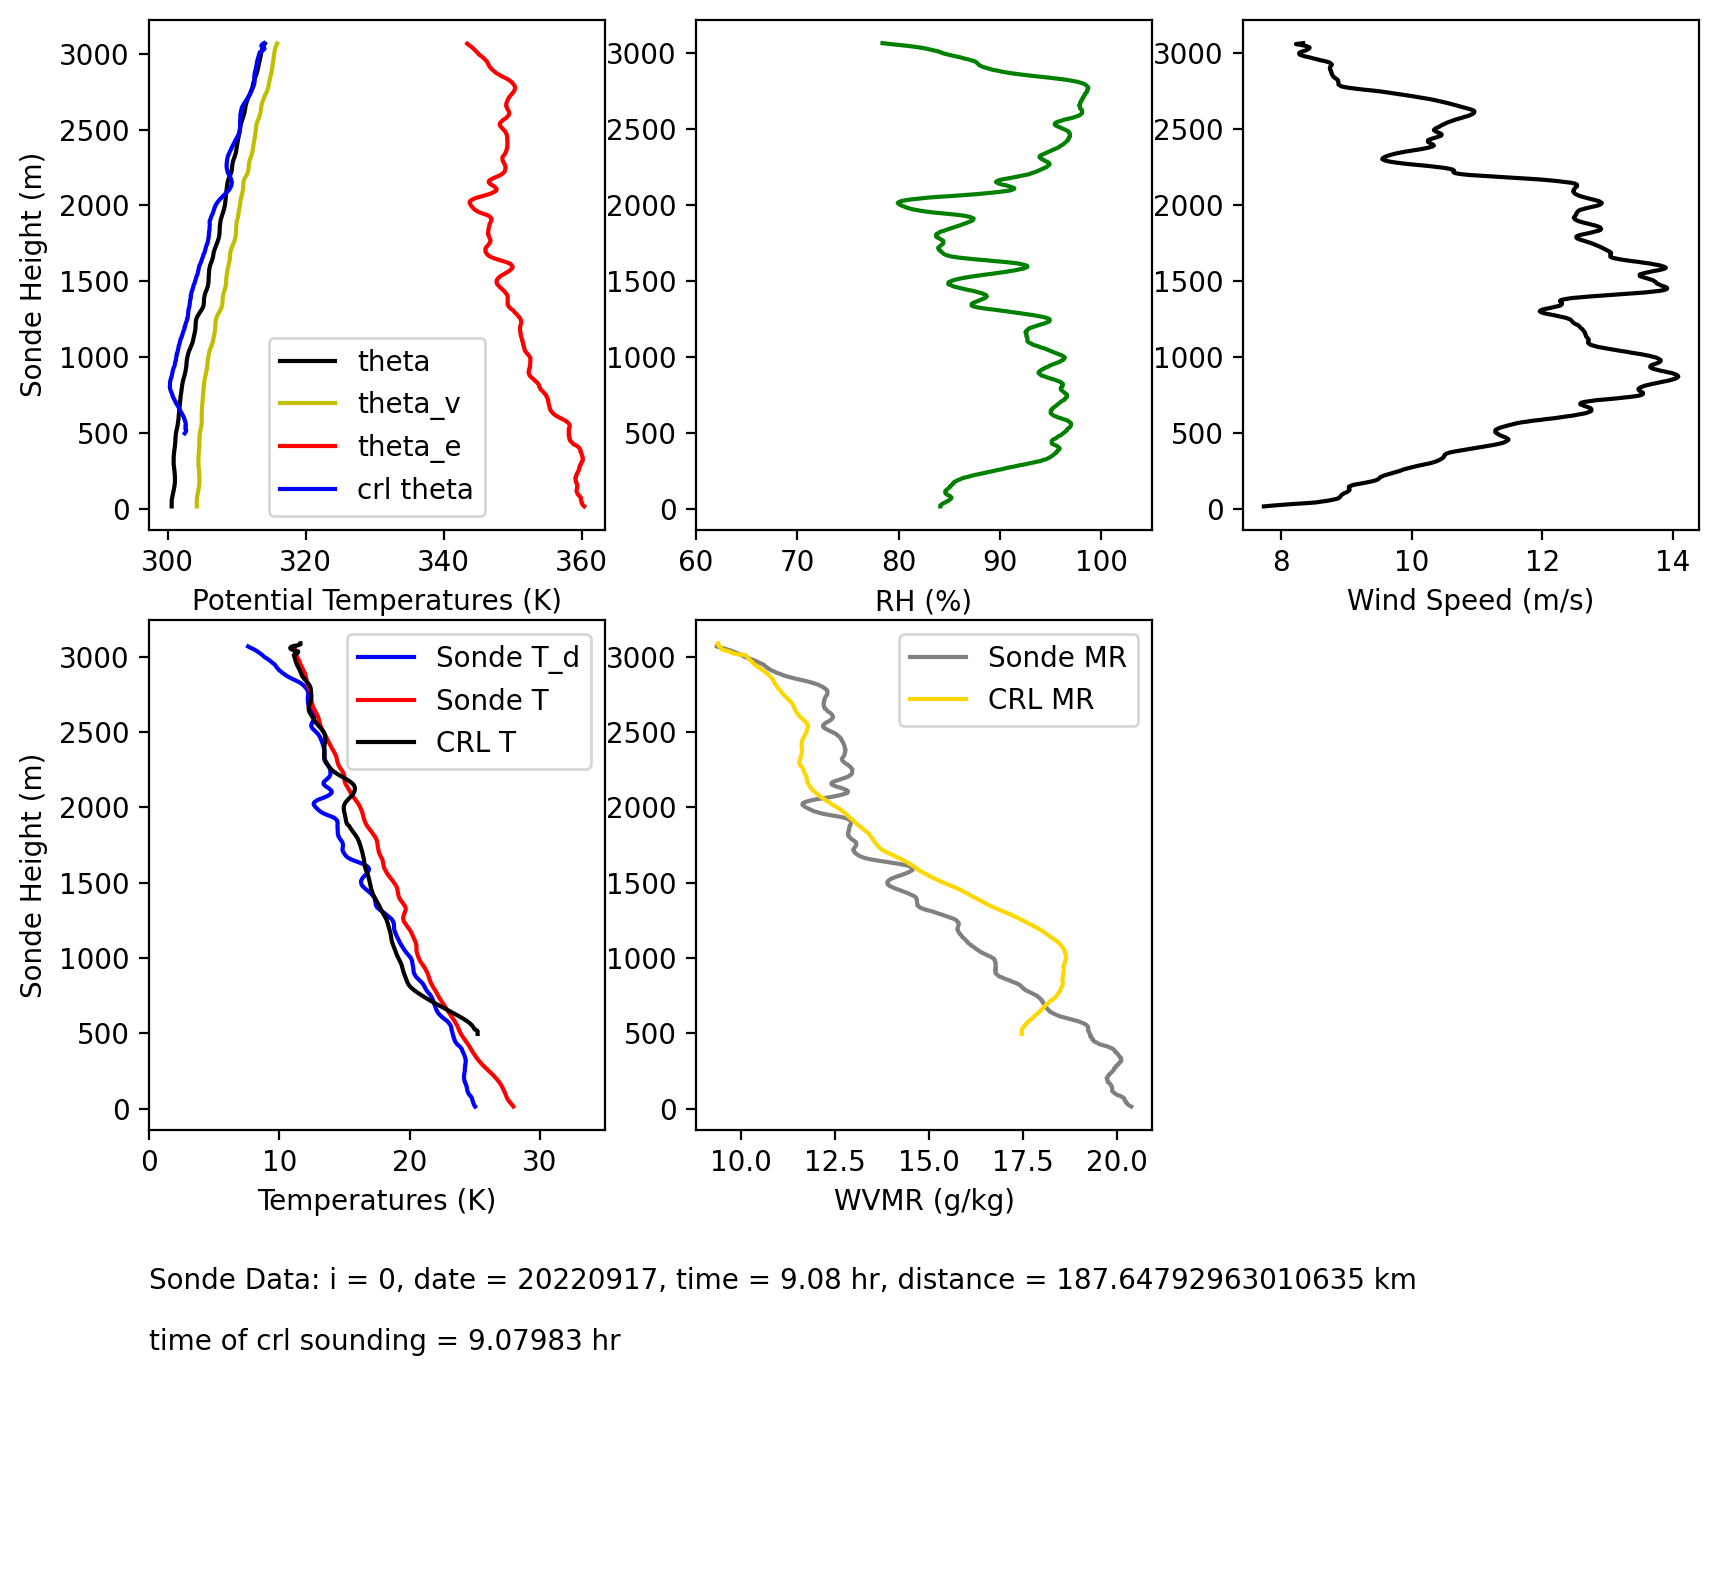 3000
2500
2000
1500
1000
500
0
Sonde Height (m)
theta
theta_v
theta_e
crl theta
300 320 340 360
Potential Temperatures (K)
3000
2500
2000
1500
1000
500
0
60 70 80 90 100
RH (%)
3000
2500
2000
1500
1000
500
0
8 10 12 14
Wind Speed (m/s)
3000
2500
2000
1500
1000
500
0
Sonde Height (m)
Sonde T_d
Sonde T
CRL T
0 10 20 30
Temperatures (K)
3000
2500
2000
1500
1000
500
0
Sonde MR
CRL MR
10.0 12.5 15.0 17.5 20.0
WVMR (g/kg)
Sonde Data: i = 0, date = 20220917, time = 9.08 hr, distance = 187.64792963010635 km
time of crl sounding = 9.07983 hr